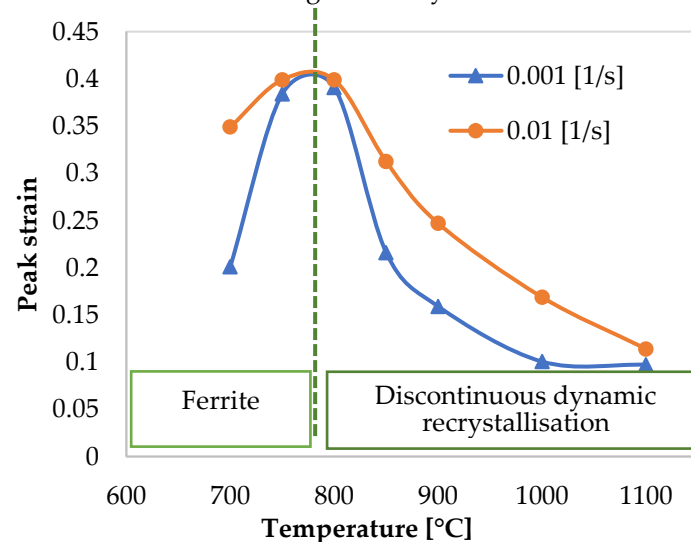 0.45
0.4
0.35
0.3
0.25
0.2
0.15
0.1
0.05
0
Peak strain
0.001 [1/s]
0.01 [1/s]
Ferrite
Discontinuous dynamic
recrystallisation
600 700 800 900 1000 1100
Temperature [°C]